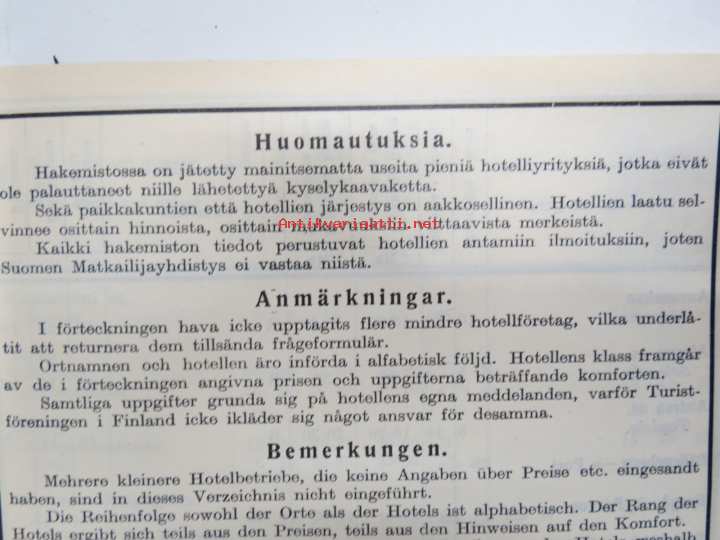 Huomautuksia.
Hakemistossa on jätetty mainitsematta useita pieniä hotelliyrityksiä, jotka eivät
ole palauttaneet niille lähetettyä kyselykaavaketta.
Sekä paikkakuntien että hotellien järjestys on aakkosellinen. Hotellien laatu sel-
vinnee osittain hinnoista, osittain mukavuuksiin viittaavista merkeistä.
Antikvariaatti.net
Kaikki hakemiston tiedot perustuvat hotellien antamiin ilmoituksiin, joten
Suomen Matkailijayhdistys ei vastaa niistä.
Anmärkningar.
I förteckningen hava icke upptagits flere mindre hotellföretag, vilka underlå-
tit att returnera dem tillsända frågeformulär.
Ortnamnen och hotellen äro införda i alfabetisk följd. Hotellens klass framgår
av de i förteckningen angivna prisen och uppgifterna beträffande komforten.
Samtliga uppgifter grunda sig på hotellens egna meddelanden, varför Turist-
föreningen i Finland icke ikläder sig något ansvar för desamma.
Bemerkungen.
Mehrere kleinere Hotelbetriebe, die keine Angaben über Preise etc. eingesandt
haben, sind in dieses Verzeichnis nicht eingeführt.
Die Reihenfolge sowohl der Orte als der Hotels ist alphabetisch. Der Rang der
Hotels ergibt sich teils aus den Preisen, teils aus den Hinweisen auf den Komfort.